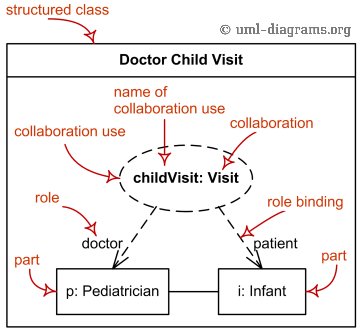 structured class
© uml-diagrams.org
Doctor Child Visit
name of
collaboration use
collaboration use
collaboration
childVisit: Visit
role
role binding
doctor
patient
part
part
p: Pediatrician
i: Infant